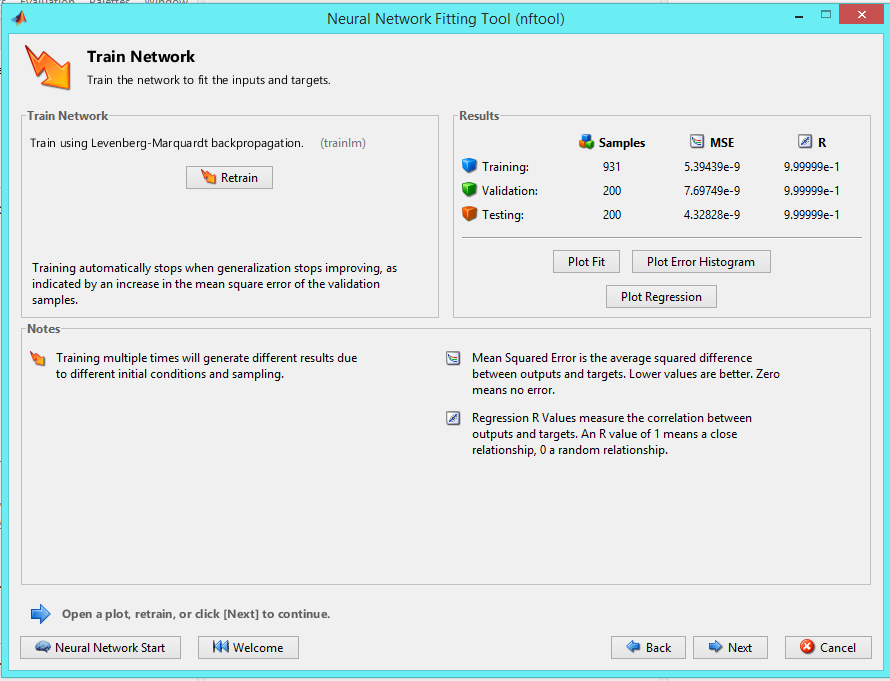 Evaluation Palettes Window
Neural Network Fitting Tool (nftool)
Train Network
Train the network to fit the inputs and targets.
Train Network
Train using Levenberg-Marquardt backpropagation. (trainlm)
Retrain
Training automatically stops when generalization stops improving, as
indicated by an increase in the mean square error of the validation
samples.
Results
Samples MSE R
Training: 931 5.39439e-9 9.99999e-1
Validation: 200 7.69749e-9 9.99999e-1
Testing: 200 4.32828e-9 9.99999e-1
Plot Fit Plot Error Histogram
Plot Regression
Notes
Training multiple times will generate different results due
to different initial conditions and sampling.
Mean Squared Error is the average squared difference
between outputs and targets. Lower values are better. Zero
means no error.
Regression R Values measure the correlation between
outputs and targets. An R value of 1 means a close
relationship, 0 a random relationship.
Open a plot, retrain, or click [Next] to continue.
Neural Network Start Welcome Back Next Cancel